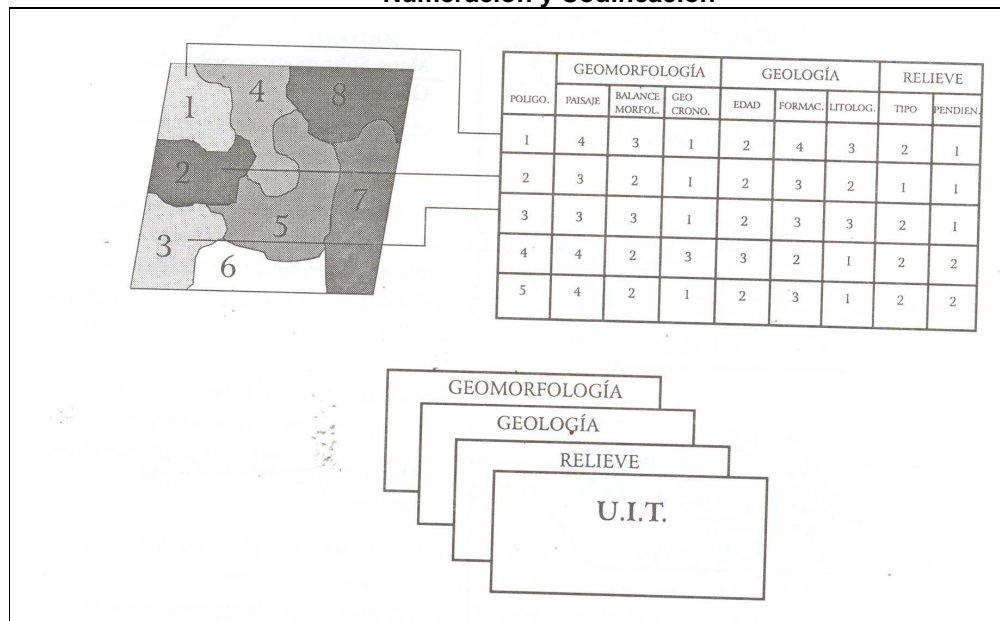 Numeración y Codificación
1
4
8
2
7
5
3
6
GEOMORFOLOGÍA GEOLOGÍA RELIEVE
POLIGO. PAISAJE BALANCE MORFOL. GEO CRONO. EDAD FORMAC. LITOLOG. TIPO PENDIEN.
1 4 3 1 2 4 3 2 1
2 3 2 1 2 3 2 1 1
3 3 3 1 2 3 3 2 1
4 4 2 3 3 2 1 2 2
5 4 2 1 2 3 1 2 2
GEOMORFOLOGÍA
GEOLOGÍA
RELIEVE
U.I.T.